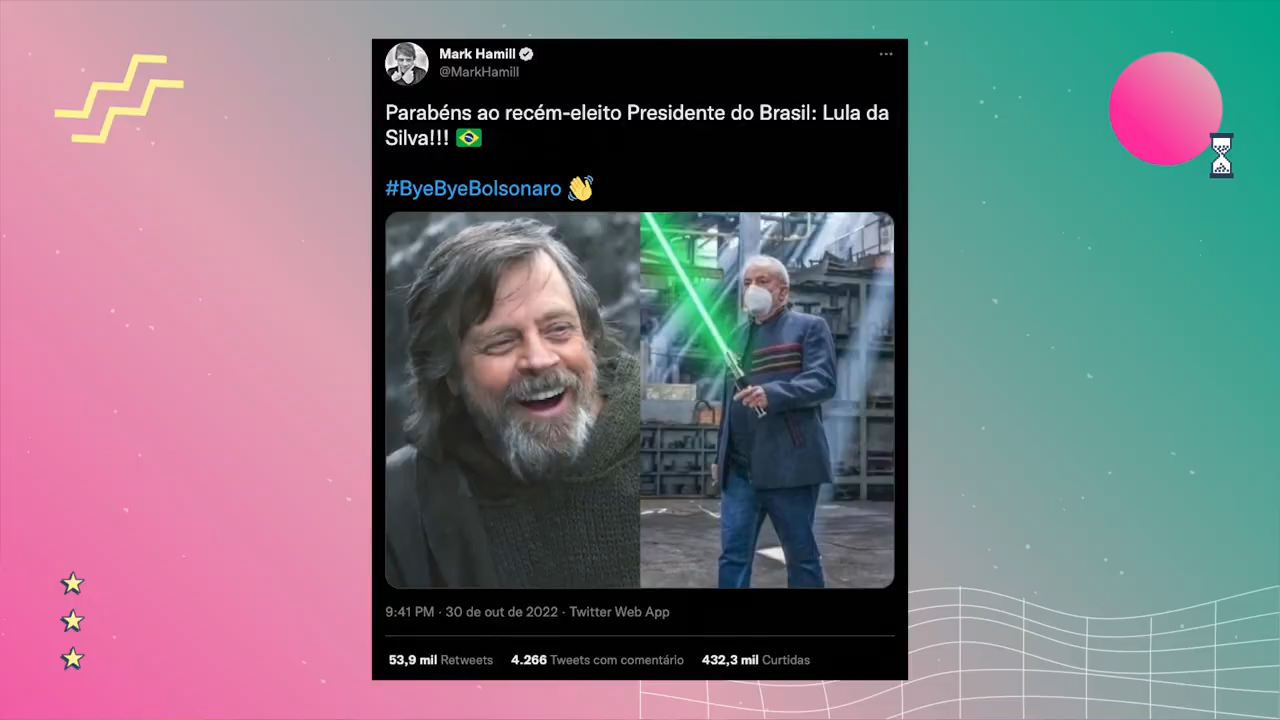 Mark Hamill
@MarkHamill
Parabéns ao recém-eleito Presidente do Brasil: Lula da
Silva!!! 🇧🇷
#ByeByeBolsonaro 👋
9:41 PM · 30 de out de 2022 · Twitter Web App
53,9 mil Retweets 4.266 Tweets com comentário 432,3 mil Curtidas